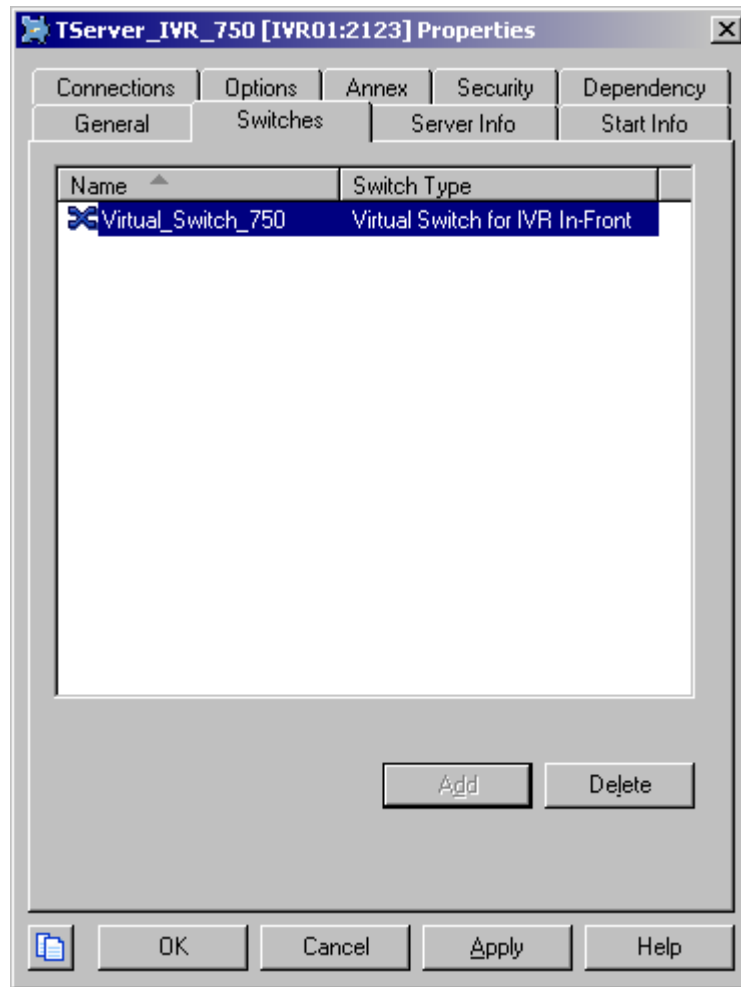 TServer_IVR_750 [IVR01:2123] Properties
Connections Options Annex Security Dependency
General Switches Server Info Start Info
Name Switch Type
Virtual_Switch_750 Virtual Switch for IVR In-Front
Add Delete
OK Cancel Apply Help